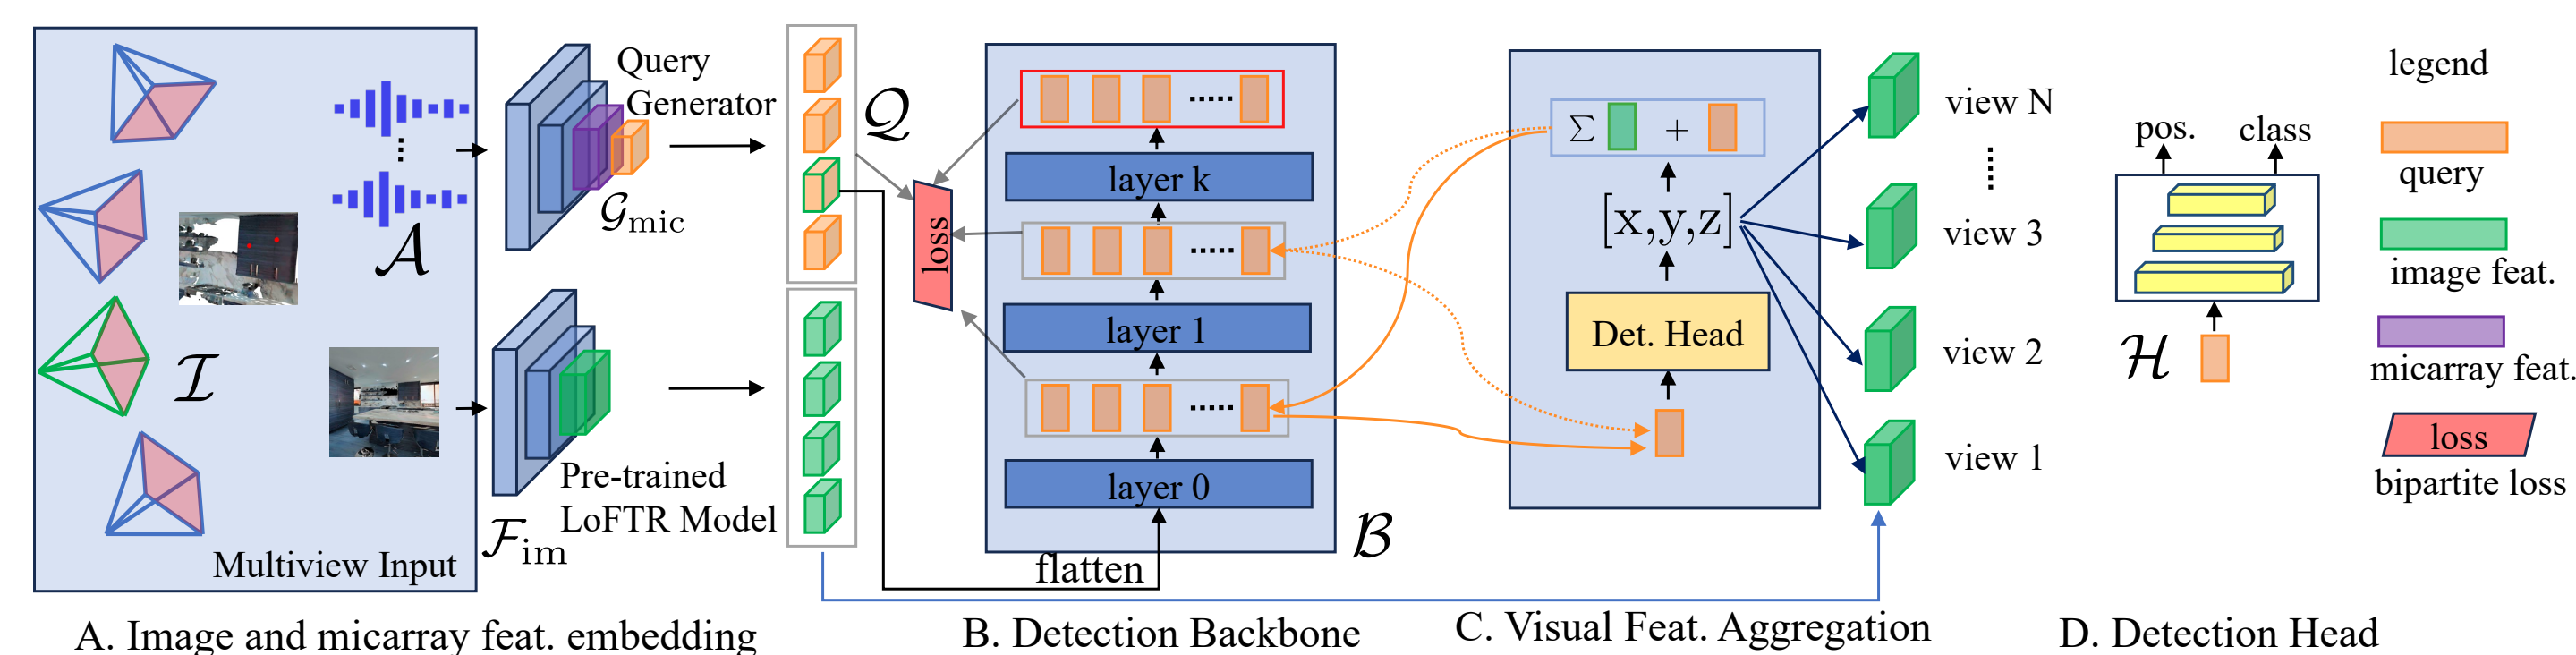 Query
Generator
𝒢mic
𝒜
ℐ
Pre-trained
LoFTR Model
ℱim
Multiview Input
A. Image and micarray feat. embedding
𝒬
loss
.....
layer k
.....
layer 1
.....
layer 0
flatten
ℬ
B. Detection Backbone
Σ +
[x,y,z]
Det. Head
view N
view 3
view 2
view 1
C. Visual Feat. Aggregation
pos. class
ℋ
D. Detection Head
legend
query
image feat.
micarray feat.
loss
bipartite loss